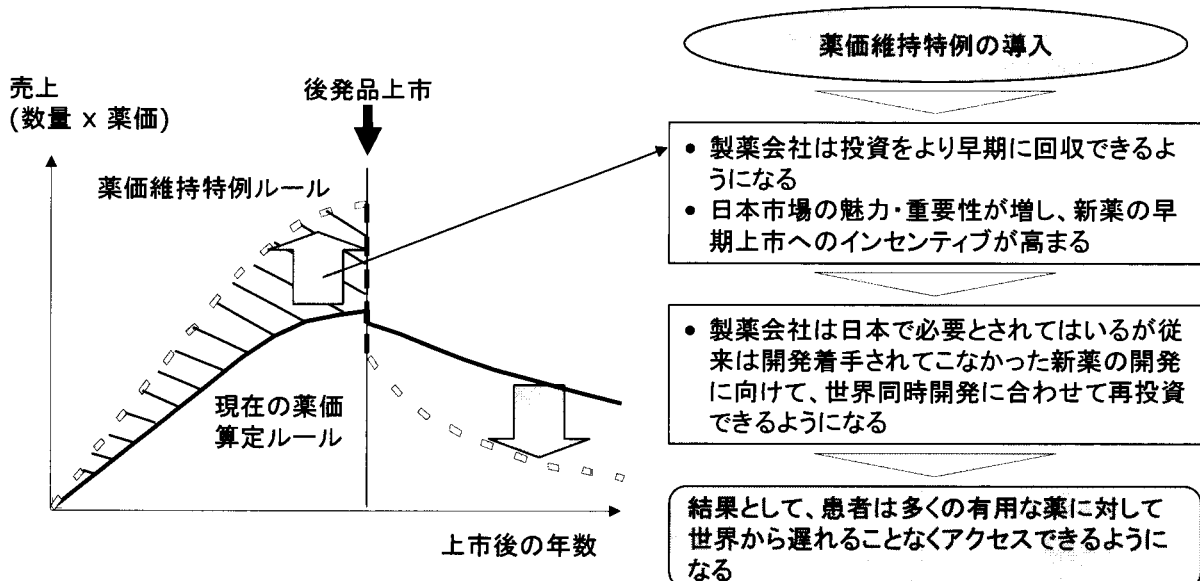 薬価維持特例の導入
売上
(数量 x 薬価)
後発品上市
薬価維持特例ルール
現在の薬価
算定ルール
上市後の年数
• 製薬会社は投資をより早期に回収できるよ
うになる
• 日本市場の魅力・重要性が増し、新薬の早
期上市へのインセンティブが高まる
• 製薬会社は日本で必要とされてはいるが従
来は開発着手されてこなかった新薬の開発
に向けて、世界同時開発に合わせて再投資
できるようになる
結果として、患者は多くの有用な薬に対して
世界から遅れることなくアクセスできるように
なる